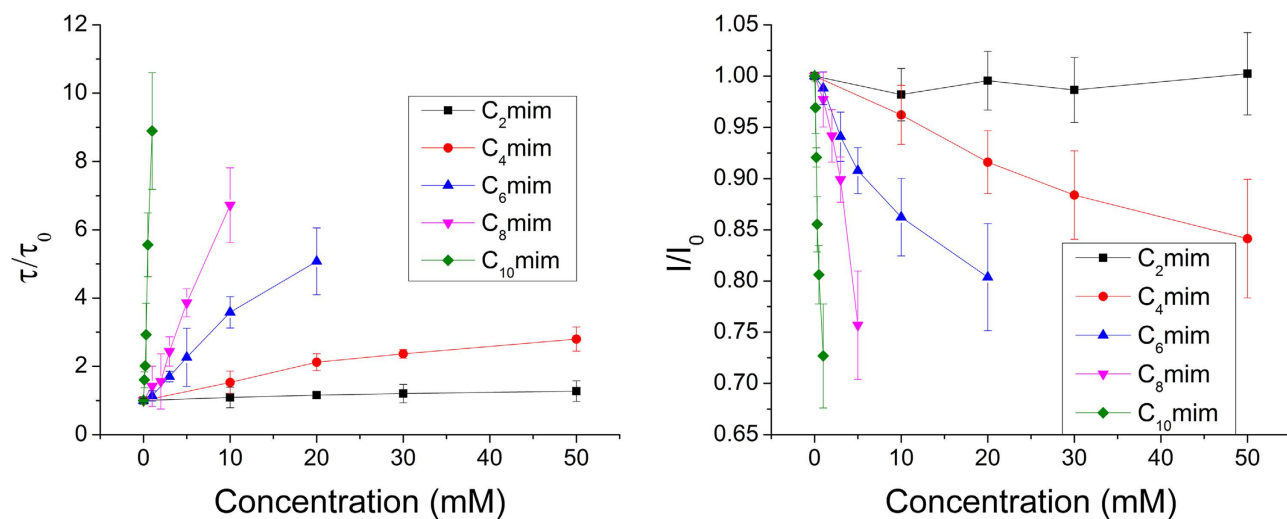 12
10
8
6
4
2
0
τ/τ₀
0 10 20 30 40 50
Concentration (mM)
C₂mim
C₄mim
C₆mim
C₈mim
C₁₀mim
1.05
1.00
0.95
0.90
0.85
0.80
0.75
0.70
0.65
I/I₀
0 10 20 30 40 50
Concentration (mM)
C₂mim
C₄mim
C₆mim
C₈mim
C₁₀mim